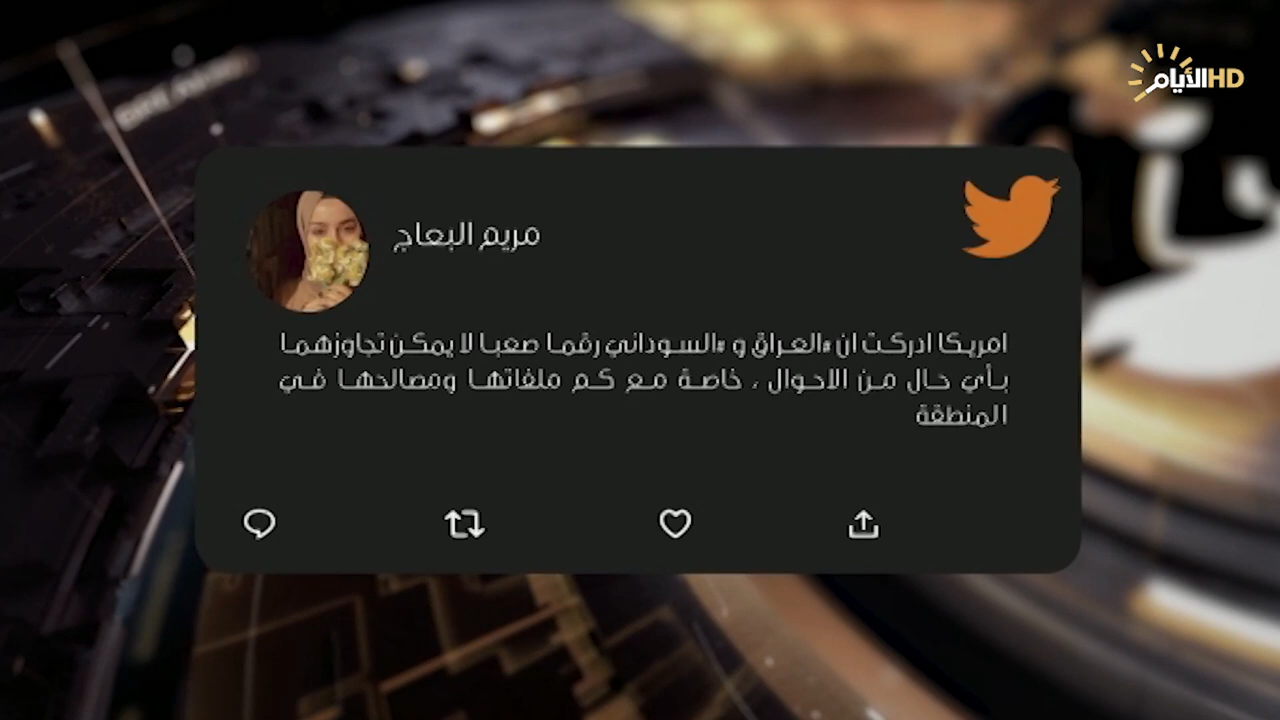 الأيام HD
مريم البعاج
امريكا ادركت ان #العراق و #السوداني رقما صعبا لا يمكن تجاوزهما
بأي حال من الاحوال ، خاصة مع كم ملفاتها ومصالحها في
المنطقة